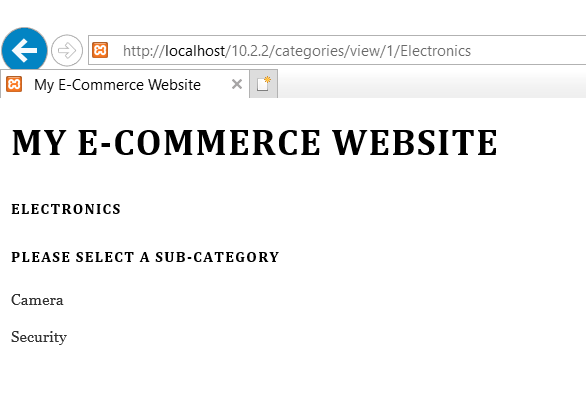 http://localhost/10.2.2/categories/view/1/Electronics
My E-Commerce Website
MY E-COMMERCE WEBSITE
ELECTRONICS
PLEASE SELECT A SUB-CATEGORY
Camera
Security